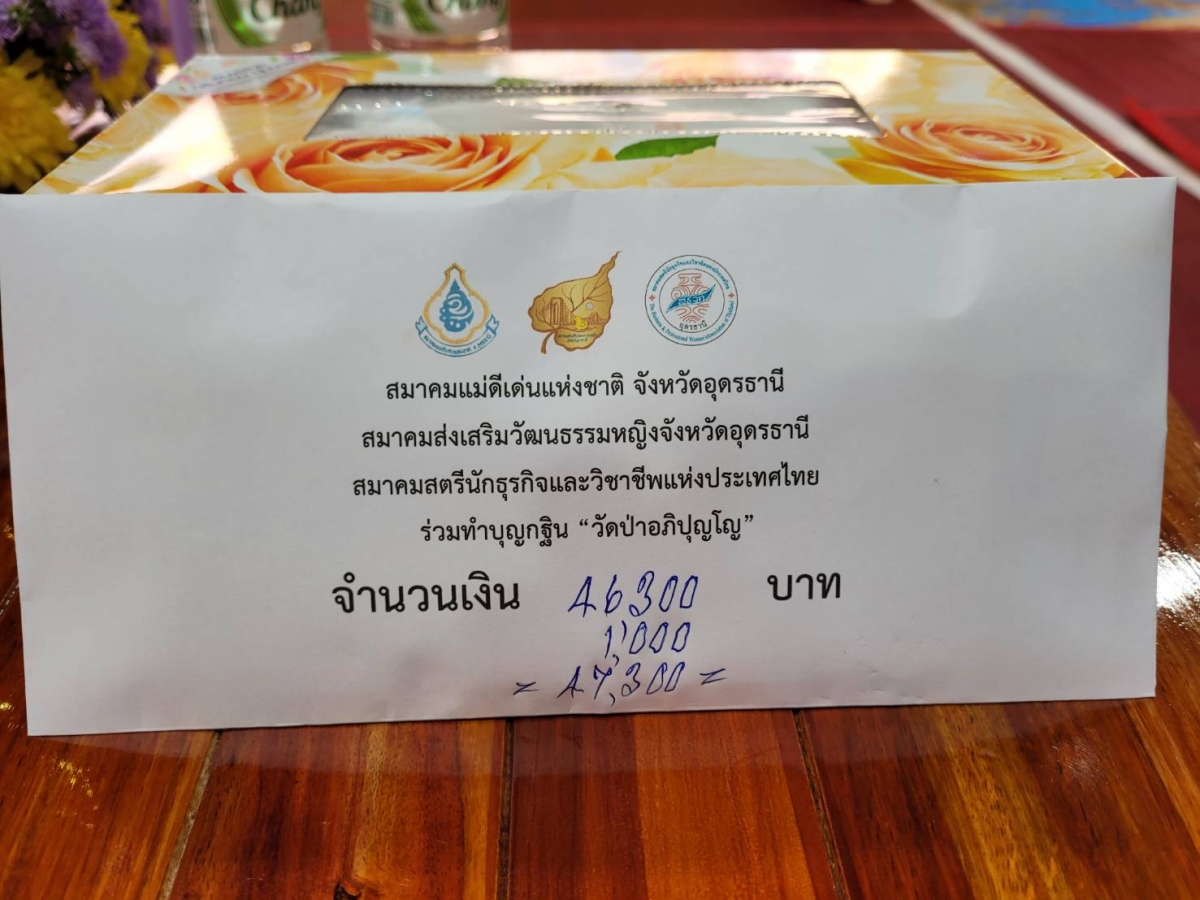 Chang
สมาคมแม่ดีเด่นแห่งชาติ จังหวัดอุดรธานี
สมาคมส่งเสริมวัฒนธรรมหญิงจังหวัดอุดรธานี
สมาคมสตรีนักธุรกิจและวิชาชีพแห่งประเทศไทย
ร่วมทำบุญกฐิน “วัดป่าอภิปุญโญ”
จำนวนเงิน 46300 บาท
1,000
= 47,300 =